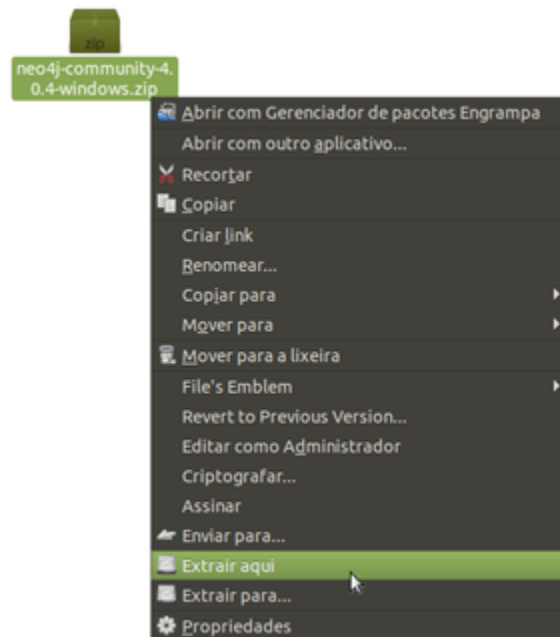 zip
neo4j-community-4.
0.4-windows.zip
Abrir com Gerenciador de pacotes Engrampa
Abrir com outro aplicativo...
Recortar
Copiar
Criar link
Renomear...
Copiar para
Mover para
Mover para a lixeira
File's Emblem
Revert to Previous Version...
Editar como Administrador
Criptografar...
Assinar
Enviar para...
Extrair aqui
Extrair para...
Propriedades